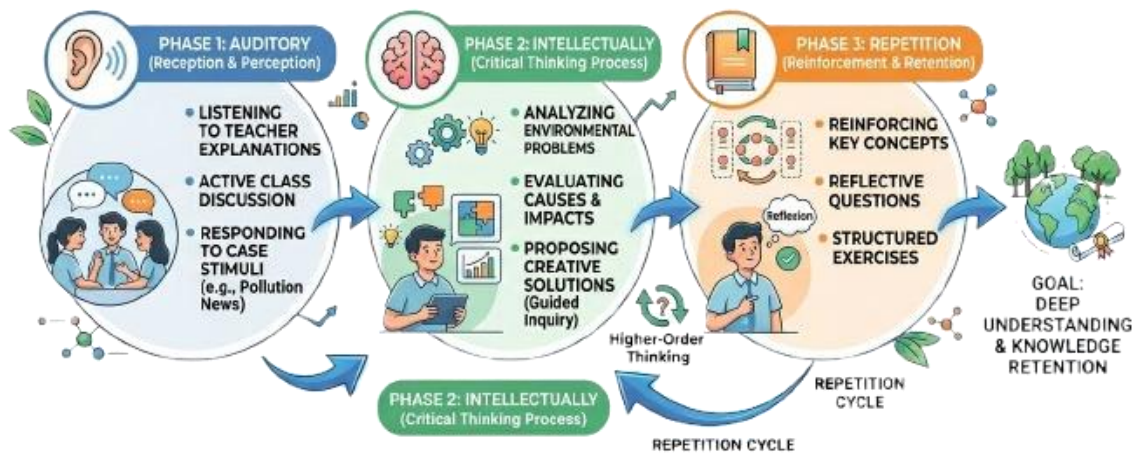 PHASE 1: AUDITORY
(Reception & Perception)
LISTENING
TO TEACHER
EXPLANATIONS
ACTIVE CLASS
DISCUSSION
RESPONDING
TO CASE
STIMULI
(e.g., Pollution
News)
PHASE 2: INTELLECTUALLY
(Critical Thinking Process)
ANALYZING
ENVIRONMENTAL
PROBLEMS
EVALUATING
CAUSES &
IMPACTS
PROPOSING
CREATIVE
SOLUTIONS
(Guided
Inquiry)
?
Higher-Order
Thinking
PHASE 3: REPETITION
(Reinforcement & Retention)
REINFORCING
KEY CONCEPTS
REFLECTIVE
QUESTIONS
Reflexion
STRUCTURED
EXERCISES
GOAL:
DEEP
UNDERSTANDING
& KNOWLEDGE
RETENTION
PHASE 2: INTELLECTUALLY
(Critical Thinking Process)
REPETITION
CYCLE
REPETITION CYCLE